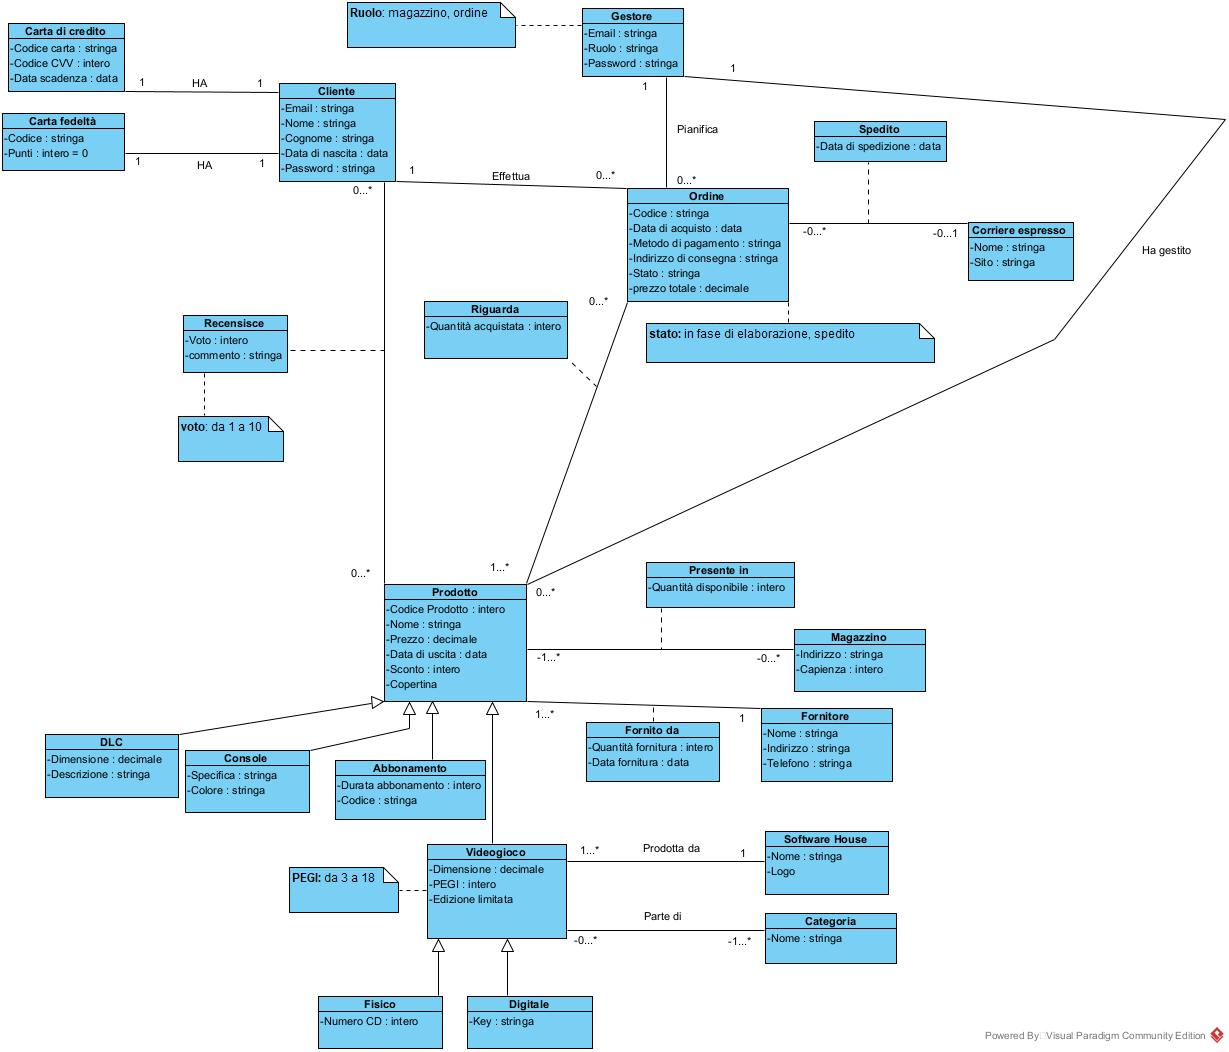 Carta di credito
-Codice carta : stringa
-Codice CVV : intero
-Data scadenza : data
1
HA
1
Carta fedeltà
-Codice : stringa
-Punti : intero = 0
1
HA
1
Cliente
-Email : stringa
-Nome : stringa
-Cognome : stringa
-Data di nascita : data
-Password : stringa
Ruolo: magazzino, ordine
Gestore
-Email : stringa
-Ruolo : stringa
-Password : stringa
1
1
Pianifica
0...*
1
Effettua
0...*
0...*
Spedito
-Data di spedizione : data
Ordine
-Codice : stringa
-Data di acquisto : data
-Metodo di pagamento : stringa
-Indirizzo di consegna : stringa
-Stato : stringa
-prezzo totale : decimale
-0...*
-0...1
Corriere espresso
-Nome : stringa
-Sito : stringa
Ha gestito
0...*
Riguarda
-Quantità acquistata : intero
stato: in fase di elaborazione, spedito
Recensisce
-Voto : intero
-commento : stringa
voto: da 1 a 10
0...*
1...*
0...*
Prodotto
-Codice Prodotto : intero
-Nome : stringa
-Prezzo : decimale
-Data di uscita : data
-Sconto : intero
-Copertina
Presente in
-Quantità disponibile : intero
-1...*
-0...*
Magazzino
-Indirizzo : stringa
-Capienza : intero
1...*
1
Fornito da
-Quantità fornitura : intero
-Data fornitura : data
Fornitore
-Nome : stringa
-Indirizzo : stringa
-Telefono : stringa
DLC
-Dimensione : decimale
-Descrizione : stringa
Console
-Specifica : stringa
-Colore : stringa
Abbonamento
-Durata abbonamento : intero
-Codice : stringa
PEGI: da 3 a 18
Videogioco
-Dimensione : decimale
-PEGI : intero
-Edizione limitata
1...*
Prodotta da
1
Software House
-Nome : stringa
-Logo
Parte di
-0...*
-1...*
Categoria
-Nome : stringa
Fisico
-Numero CD : intero
Digitale
-Key : stringa
Powered By Visual Paradigm Community Edition